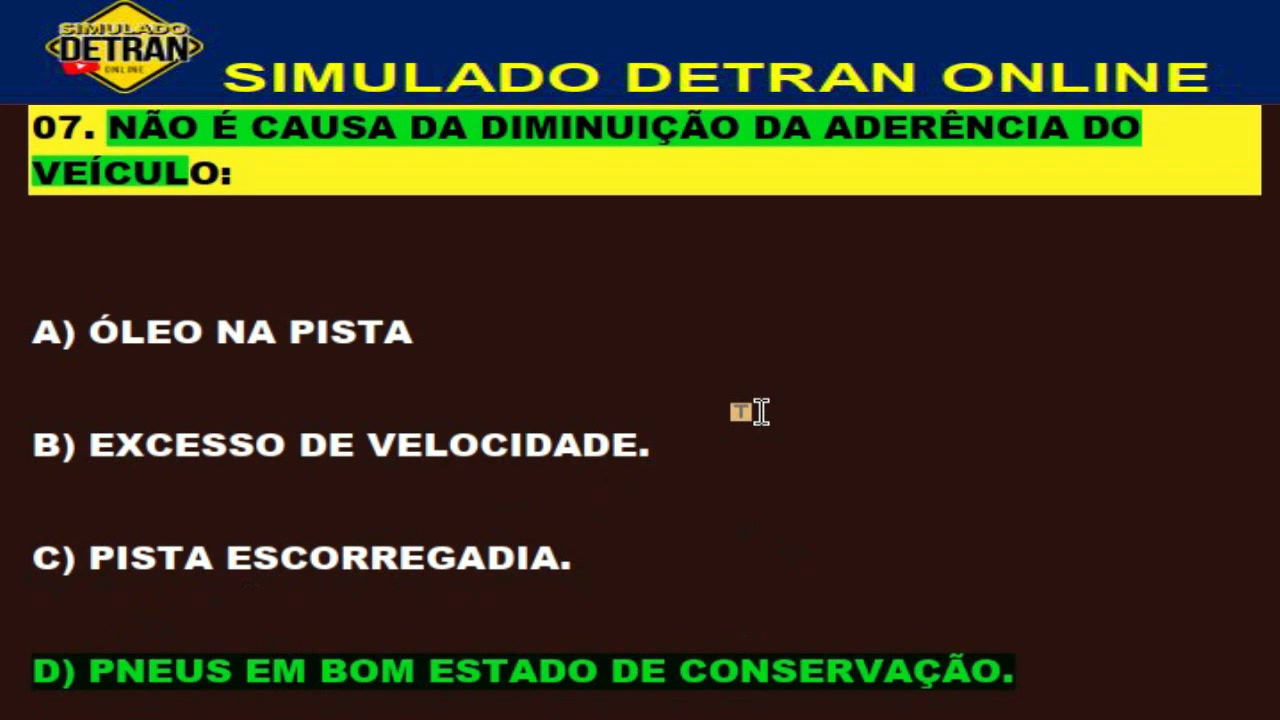 SIMULADO
DETRAN
ONLINE
SIMULADO DETRAN ONLINE
07. NÃO É CAUSA DA DIMINUIÇÃO DA ADERÊNCIA DO
VEÍCULO:
A) ÓLEO NA PISTA
T
B) EXCESSO DE VELOCIDADE.
C) PISTA ESCORREGADIA.
D) PNEUS EM BOM ESTADO DE CONSERVAÇÃO.